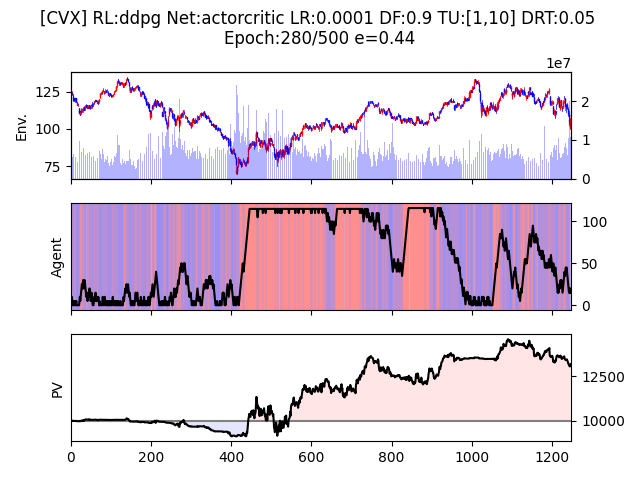 [CVX] RL:ddpg Net:actorcritic LR:0.0001 DF:0.9 TU:[1,10] DRT:0.05
Epoch:280/500 e=0.44
1e7
Env.
125
100
75
2
1
0
Agent
100
50
0
PV
12500
10000
0 200 400 600 800 1000 1200